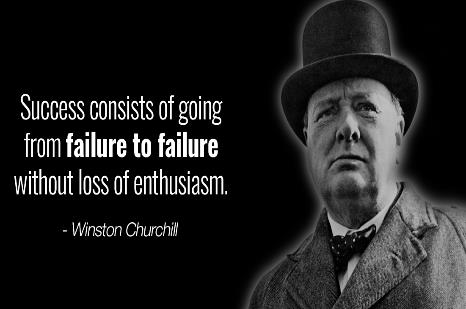 Success consists of going
from failure to failure
without loss of enthusiasm.
- Winston Churchill